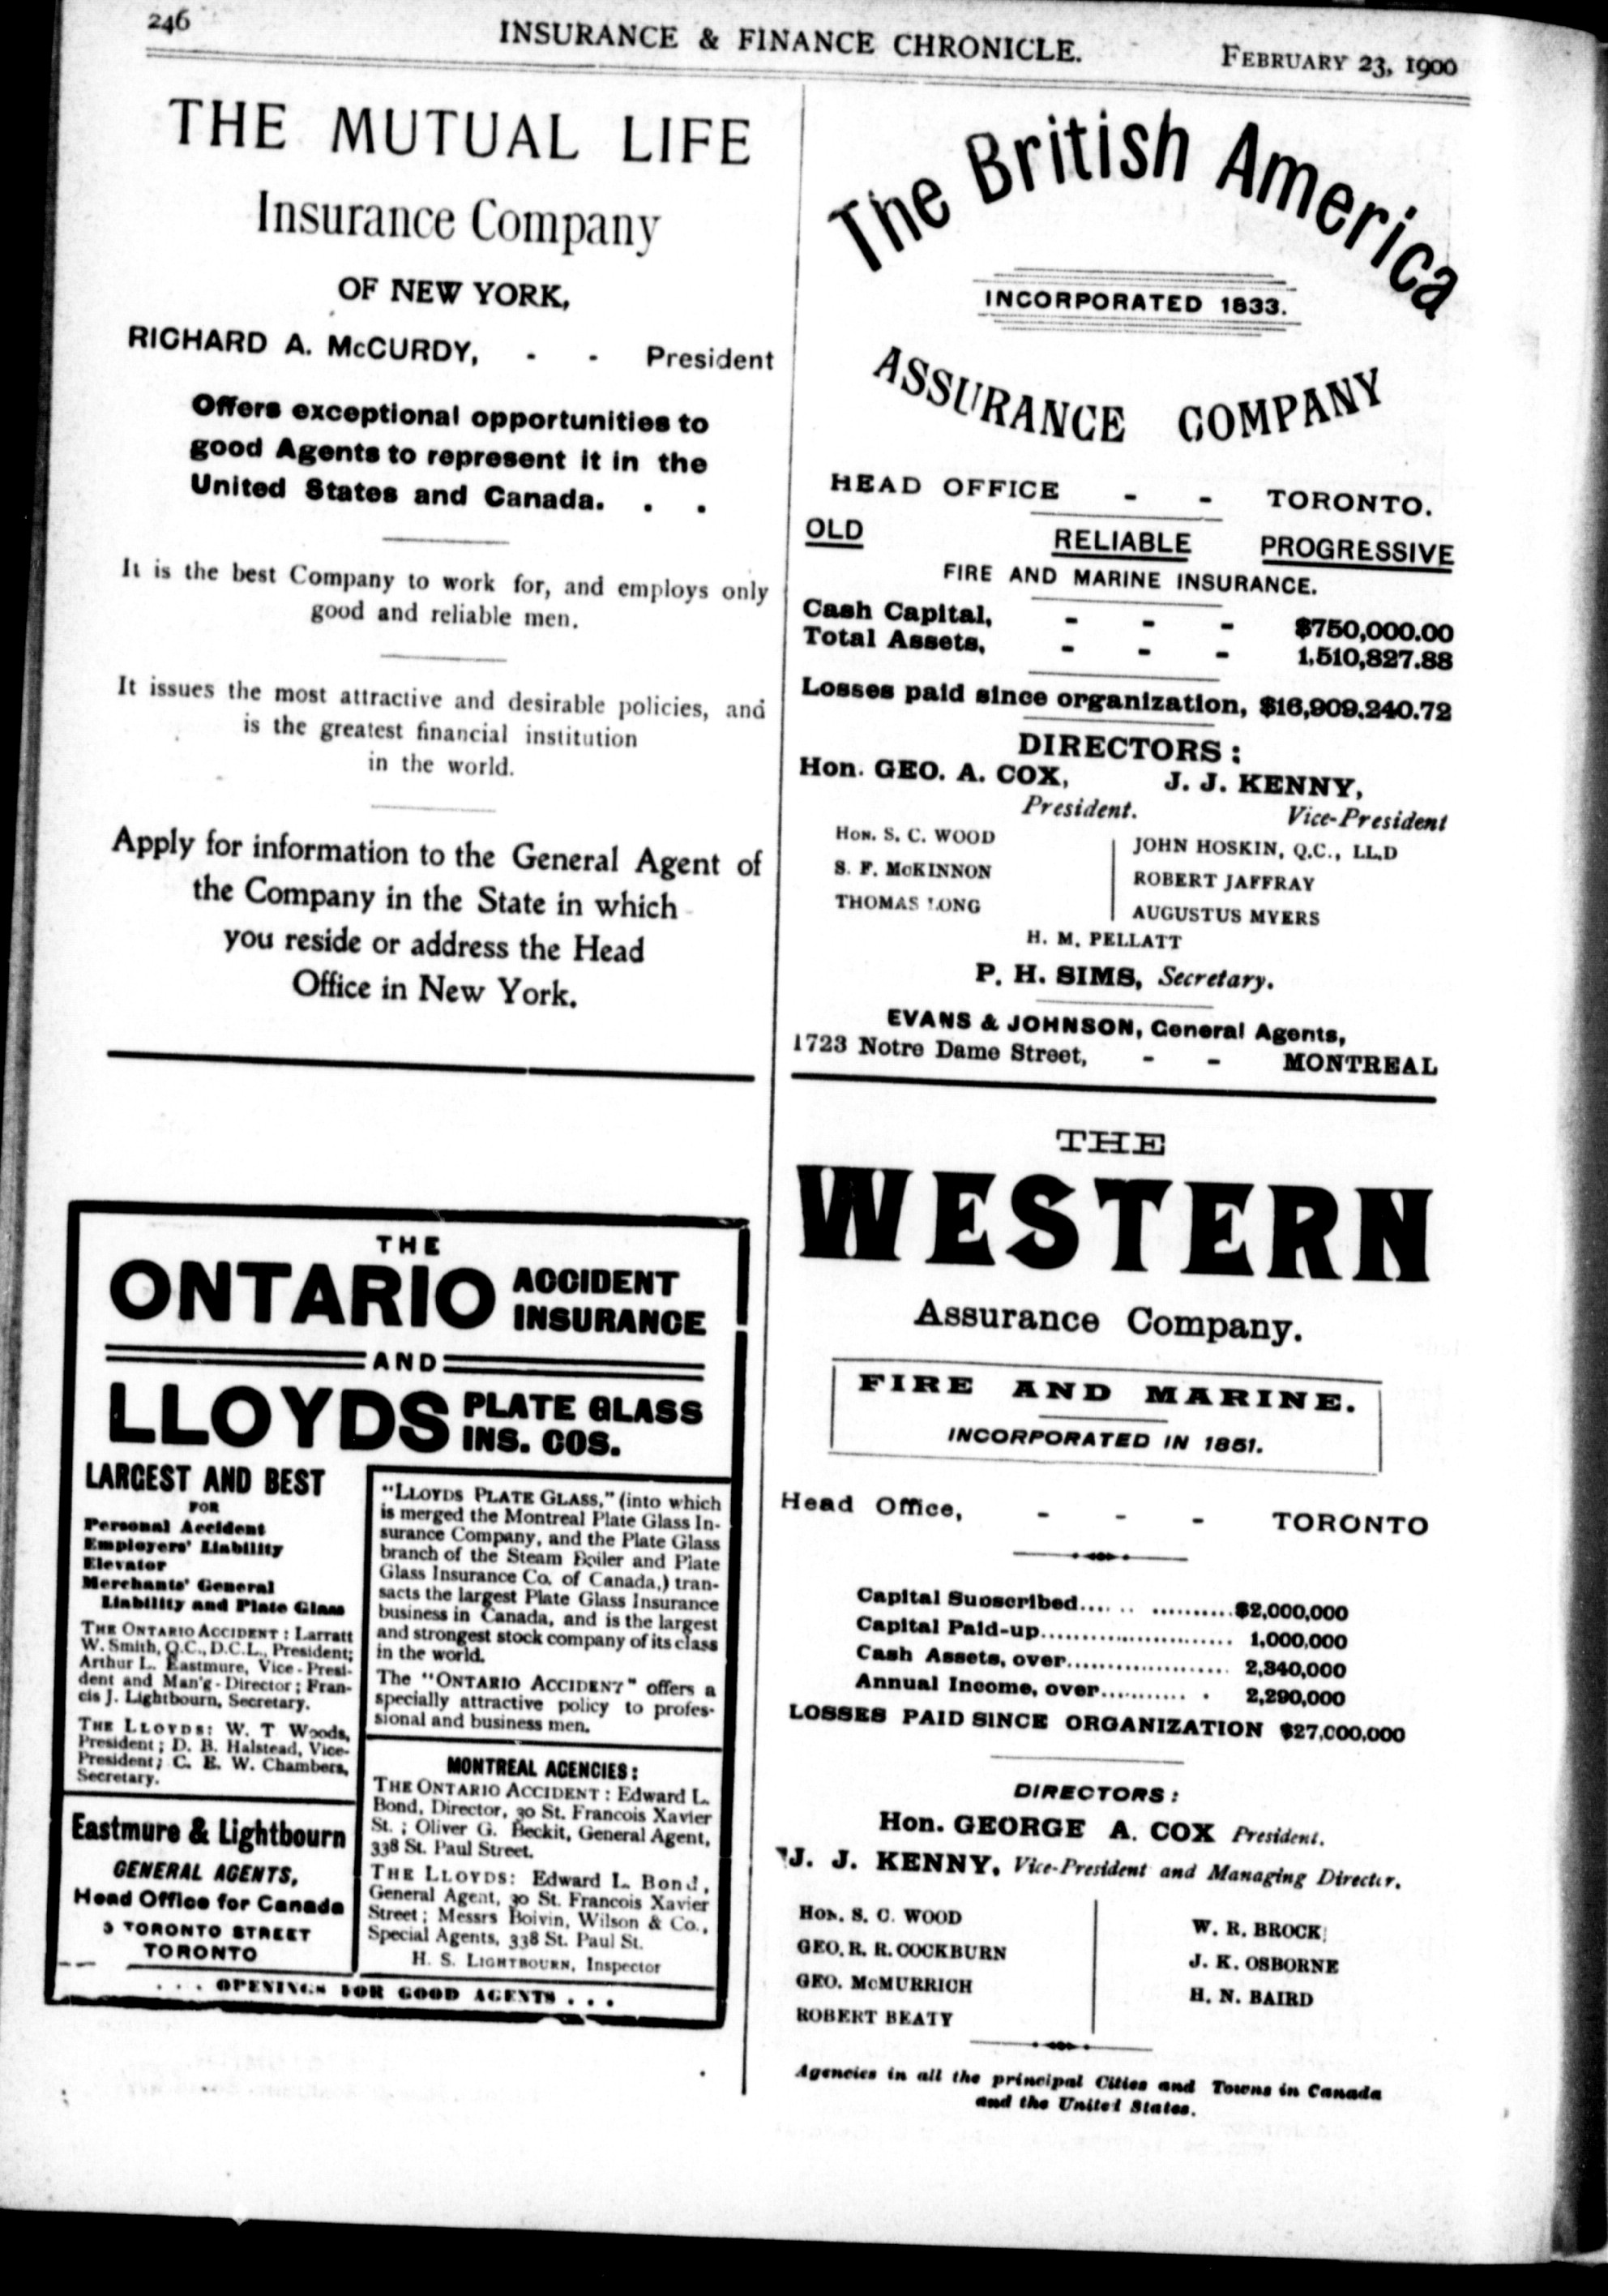 246
INSURANCE & FINANCE CHRONICLE.
FEBRUARY 23, 1900
THE MUTUAL LIFE
Insurance Company
OF NEW YORK,
RICHARD A. McCURDY, - - President
Offers exceptional opportunities to
good Agents to represent it in the
United States and Canada. . .
It is the best Company to work for, and employs only
good and reliable men.
It issues the most attractive and desirable policies, and
is the greatest financial institution
in the world.
Apply for information to the General Agent of
the Company in the State in which
you reside or address the Head
Office in New York.
THE
ONTARIO ACCIDENT
INSURANCE
AND
LLOYDS PLATE GLASS
INS. COS.
LARGEST AND BEST
FOR
Personal Accident
Employers' Liability
Elevator
Merchants' General
Liability and Plate Glass
THE ONTARIO ACCIDENT : Larratt
W. Smith, Q.C., D.C.L., President;
Arthur L. Eastmure, Vice-Presi-
dent and Man'g-Director; Fran-
cis J. Lightbourn, Secretary.
THE LLOYDS: W. T Woods,
President; D. B. Halstead, Vice-
President; C. E. W. Chambers,
Secretary.
Eastmure & Lightbourn
GENERAL AGENTS,
Head Office for Canada
3 TORONTO STREET
TORONTO
"LLOYDS PLATE GLASS," (into which
is merged the Montreal Plate Glass In-
surance Company, and the Plate Glass
branch of the Steam Boiler and Plate
Glass Insurance Co. of Canada,) tran-
sacts the largest Plate Glass Insurance
business in Canada, and is the largest
and strongest stock company of its class
in the world.
The "ONTARIO ACCIDENT" offers a
specially attractive policy to profes-
sional and business men.
MONTREAL AGENCIES:
THE ONTARIO ACCIDENT : Edward L.
Bond, Director, 30 St. Francois Xavier
St. ; Oliver G. Beckit, General Agent,
338 St. Paul Street.
THE LLOYDS: Edward L. Bond,
General Agent, 30 St. Francois Xavier
Street; Messrs Boivin, Wilson & Co.,
Special Agents, 338 St. Paul St.
H. S. LIGHTBOURN, Inspector
. . . OPENINGS FOR GOOD AGENTS . . .
The British America
INCORPORATED 1833.
ASSURANCE COMPANY
HEAD OFFICE - - TORONTO.
OLD RELIABLE PROGRESSIVE
FIRE AND MARINE INSURANCE.
Cash Capital, - - - $750,000.00
Total Assets, - - - 1,510,827.88
Losses paid since organization, $16,909,240.72
DIRECTORS :
Hon. GEO. A. COX, J. J. KENNY,
President. Vice-President
HON. S. C. WOOD
S. F. McKINNON
THOMAS LONG
JOHN HOSKIN, Q.C., LL.D
ROBERT JAFFRAY
AUGUSTUS MYERS
H. M. PELLATT
P. H. SIMS, Secretary.
EVANS & JOHNSON, General Agents,
1723 Notre Dame Street, - - MONTREAL
THE
WESTERN
Assurance Company.
FIRE AND MARINE.
INCORPORATED IN 1851.
Head Office, - - - TORONTO
Capital Suoscribed.................$2,000,000
Capital Paid-up......................... 1,000,000
Cash Assets, over..................... 2,340,000
Annual Income, over........... . 2,290,000
LOSSES PAID SINCE ORGANIZATION $27,000,000
DIRECTORS :
Hon. GEORGE A. COX President.
J. J. KENNY, Vice-President and Managing Director.
HON. S. C. WOOD
GEO. R. R. COCKBURN
GEO. McMURRICH
ROBERT BEATY
W. R. BROCK
J. K. OSBORNE
H. N. BAIRD
Agencies in all the principal Cities and Towns in Canada
and the United States.